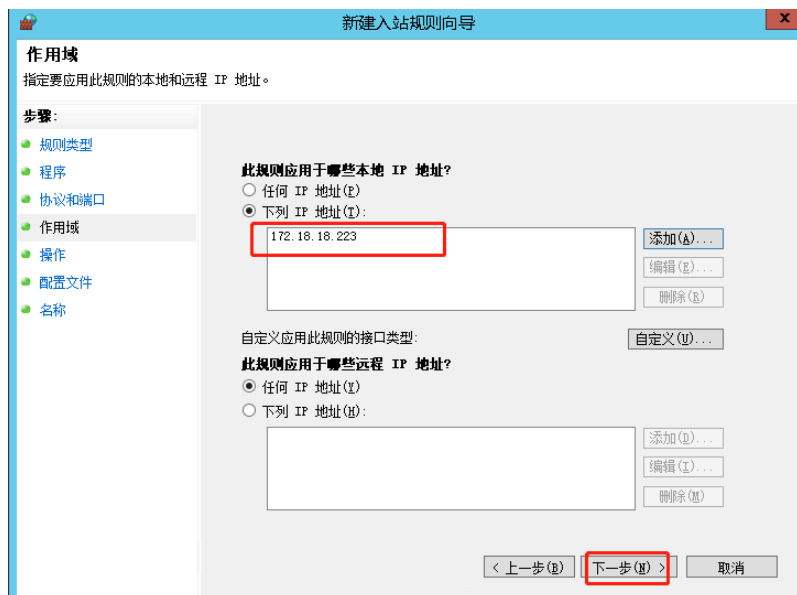 新建入站规则向导
x
作用域
指定要应用此规则的本地和远程 IP 地址。
步骤:
规则类型
程序
协议和端口
作用域
操作
配置文件
名称
此规则应用于哪些本地 IP 地址?
任何 IP 地址(P)
下列 IP 地址(T):
172.18.18.223
添加(A)...
编辑(E)...
删除(R)
自定义应用此规则的接口类型:
自定义(U)...
此规则应用于哪些远程 IP 地址?
任何 IP 地址(Y)
下列 IP 地址(H):
添加(D)...
编辑(I)...
删除(M)
< 上一步(B)
下一步(N) >
取消